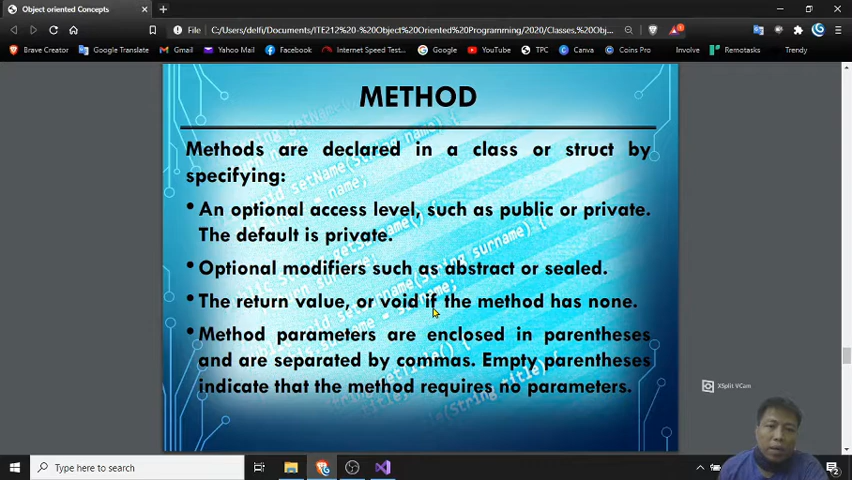 Object oriented Concepts
File
C:/Users/delfi/Documents/ITE212%20-%20Object%20Oriented%20Programming/2020/Classes,%20Obj...
Brave Creator
Google Translate
Gmail
Yahoo Mail
Facebook
Internet Speed Test...
Google
YouTube
TPC
Canva
Coins Pro
Involve
Remotasks
Trendy
METHOD
Methods are declared in a class or struct by
specifying:
• An optional access level, such as public or private.
The default is private.
• Optional modifiers such as abstract or sealed.
• The return value, or void if the method has none.
• Method parameters are enclosed in parentheses
and are separated by commas. Empty parentheses
indicate that the method requires no parameters.
XSplit VCam
Type here to search